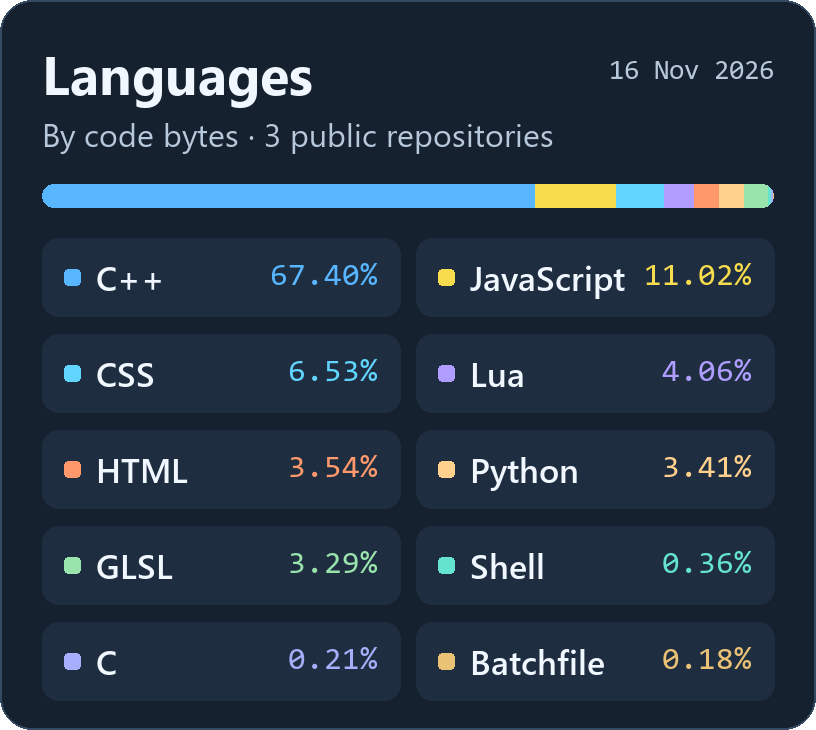 Languages
16 Nov 2026
By code bytes · 3 public repositories
C++ 67.40%
JavaScript 11.02%
CSS 6.53%
Lua 4.06%
HTML 3.54%
Python 3.41%
GLSL 3.29%
Shell 0.36%
C 0.21%
Batchfile 0.18%